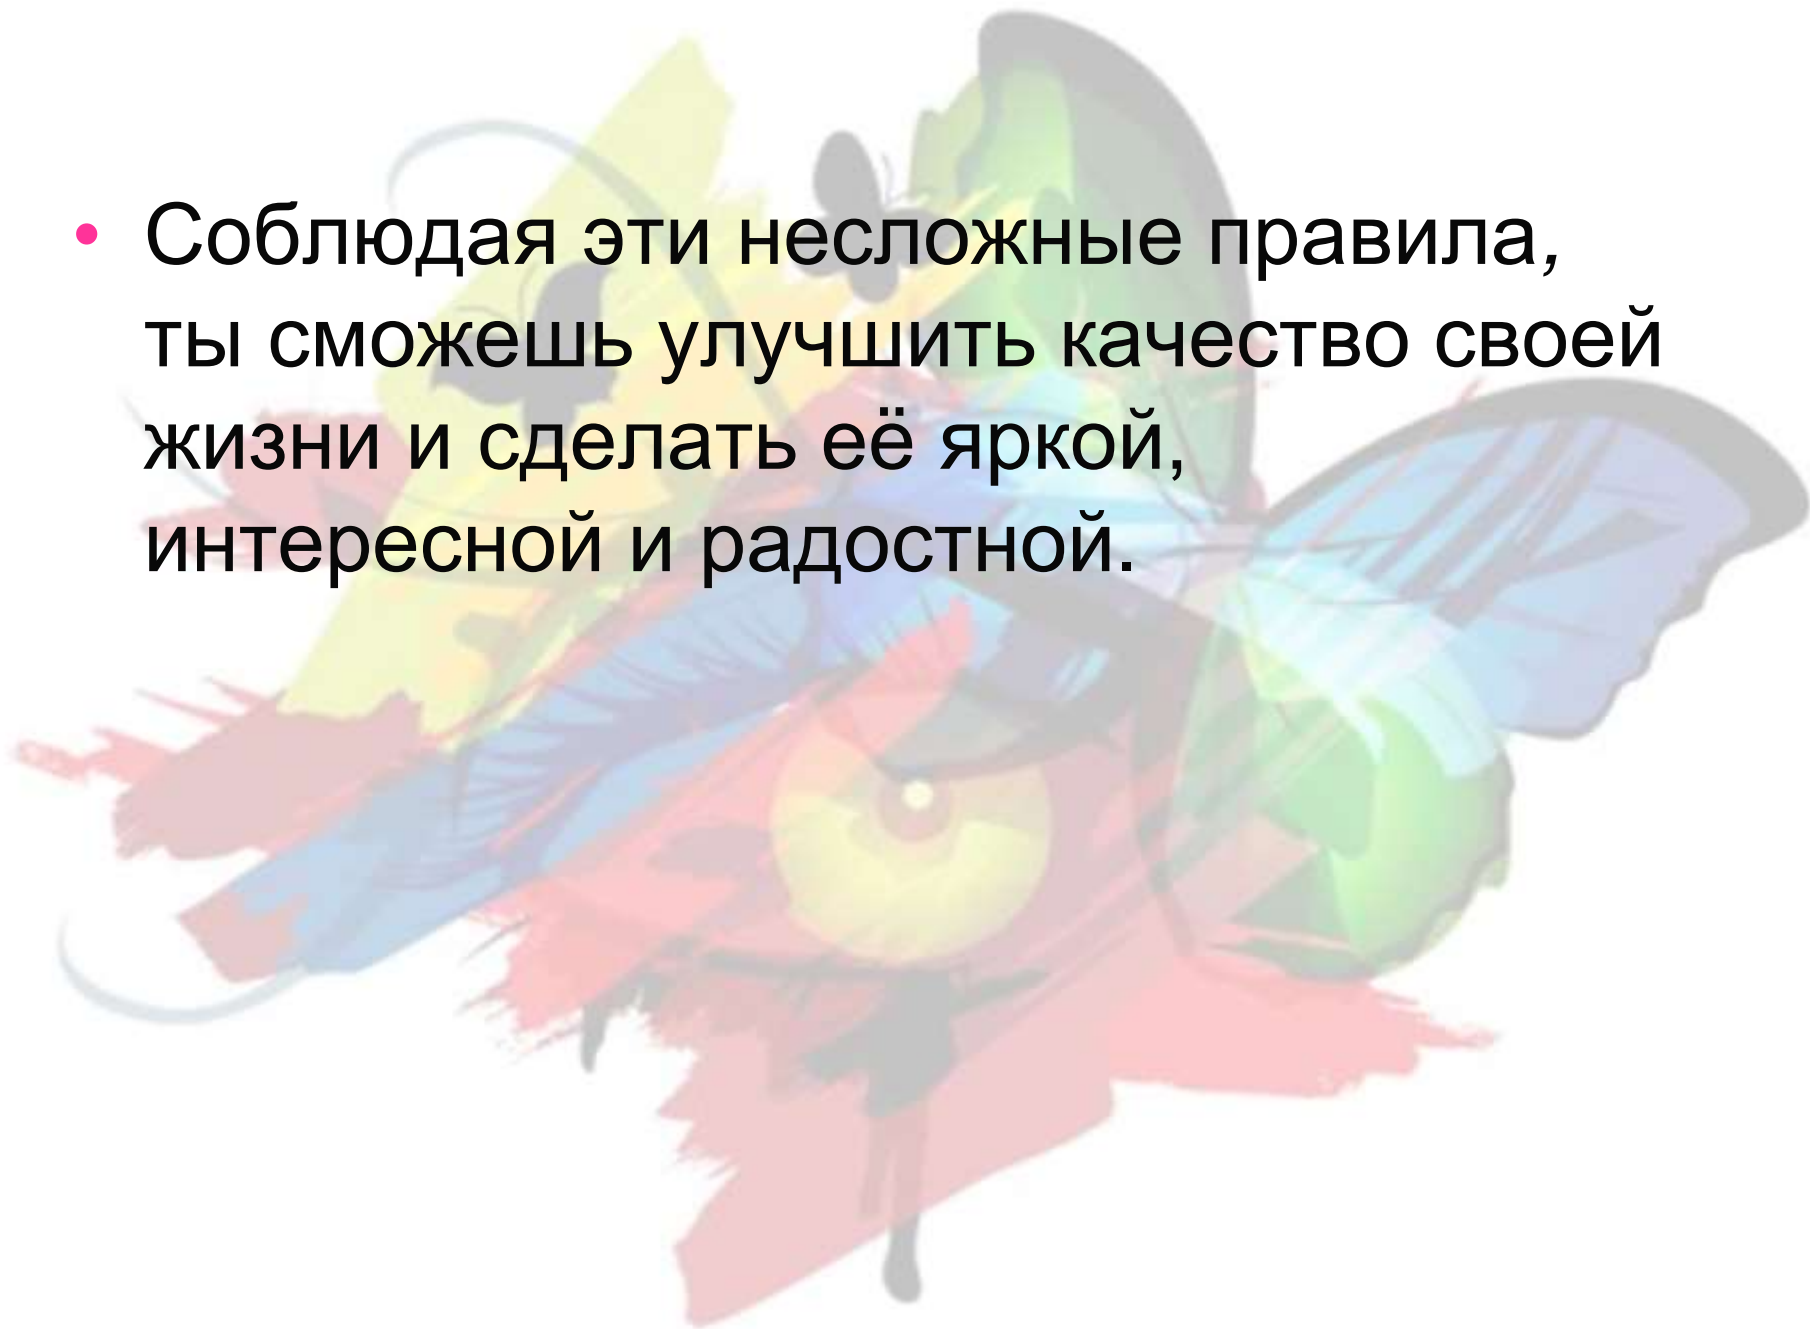 • Соблюдая эти несложные правила,
ты сможешь улучшить качество своей
жизни и сделать её яркой,
интересной и радостной.